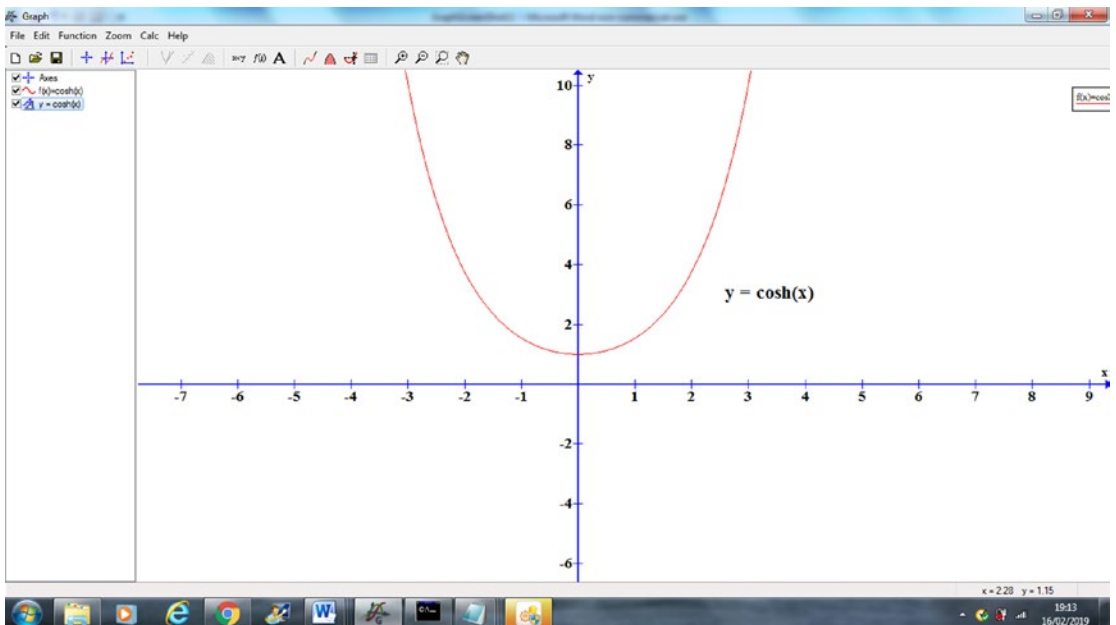 Graph
File Edit Function Zoom Calc Help
Axes
f(x)=cosh(x)
y = cosh(x)
y
10
8
6
4
2
-2
-4
-6
x
-7 -6 -5 -4 -3 -2 -1 1 2 3 4 5 6 7 8 9
y = cosh(x)
x = 2.28 y = 1.15
19:13
16/02/2019